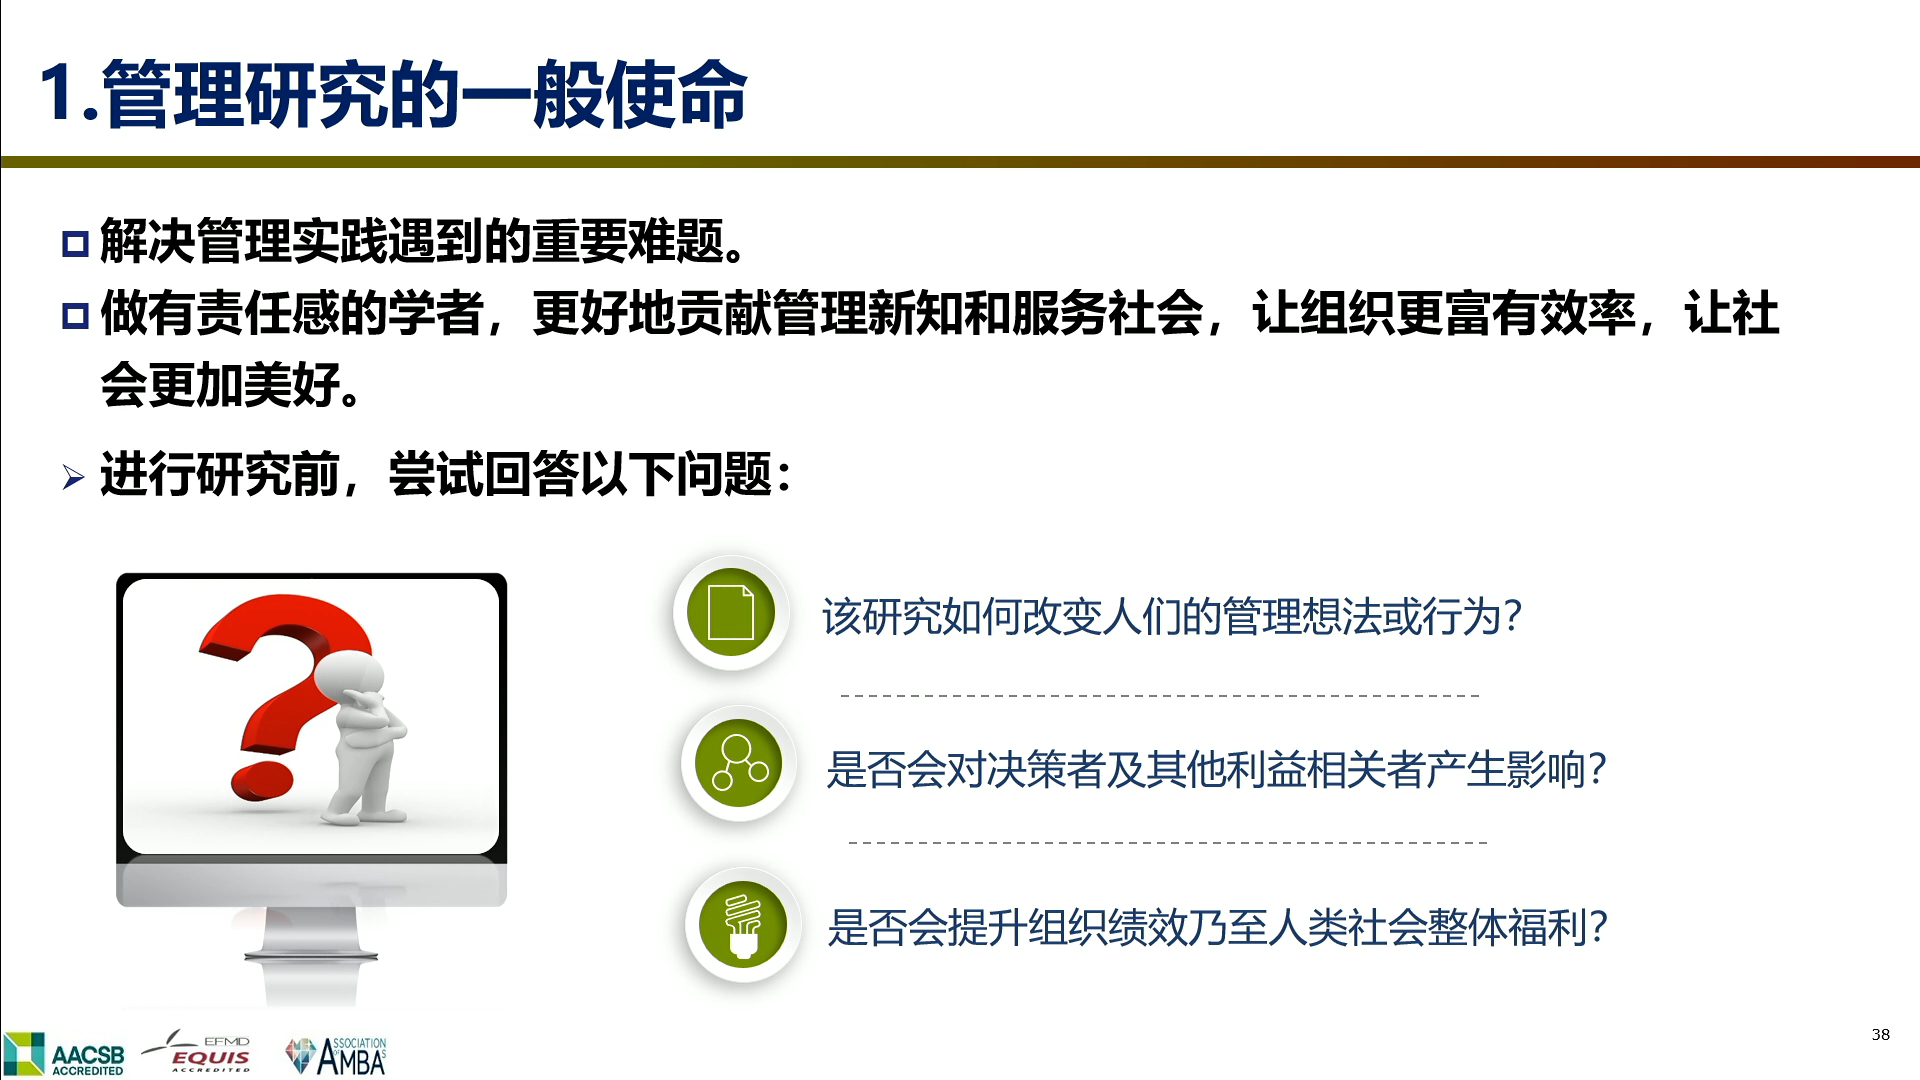 1.管理研究的一般使命
解决管理实践遇到的重要难题。
做有责任感的学者，更好地贡献管理新知和服务社会，让组织更富有效率，让社
会更加美好。
进行研究前，尝试回答以下问题：
该研究如何改变人们的管理想法或行为？
是否会对决策者及其他利益相关者产生影响？
是否会提升组织绩效乃至人类社会整体福利？
AACSB
ACCREDITED
EFMD
EQUIS
ACCREDITED
ASSOCIATION
OF
AMBAS
38